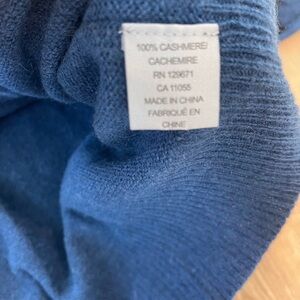 100% CASHMERE/
CACHEMIRE
RN 129671
CA 11055
MADE IN CHINA
FABRIQUÉ EN
CHINE